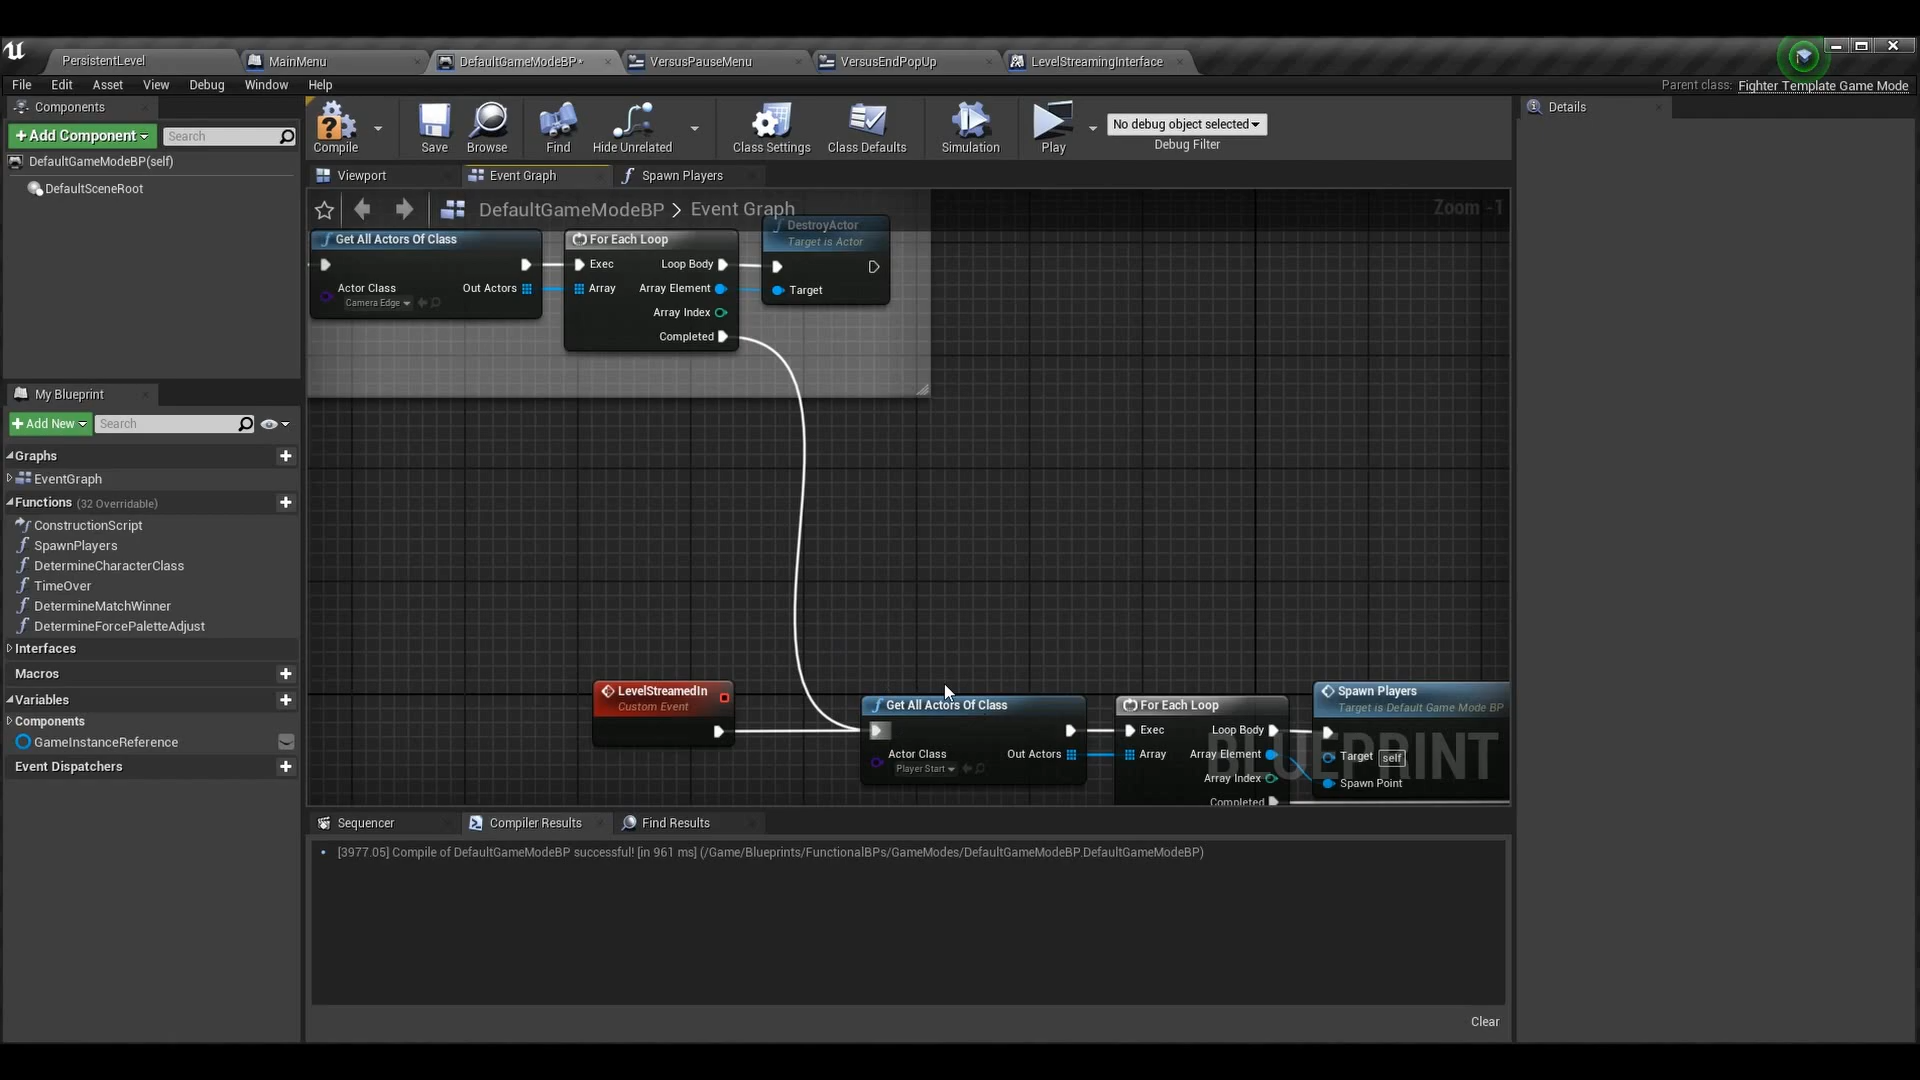 PersistentLevel
MainMenu
DefaultGameModeBP*
VersusPauseMenu
VersusEndPopUp
LevelStreamingInterface
File Edit Asset View Debug Window Help
Parent class: Fighter Template Game Mode
Components
+Add Component
Search
DefaultGameModeBP(self)
DefaultSceneRoot
Compile
Save
Browse
Find
Hide Unrelated
Class Settings
Class Defaults
Simulation
Play
No debug object selected
Debug Filter
Details
Viewport
Event Graph
Spawn Players
DefaultGameModeBP > Event Graph
Zoom -1
Get All Actors Of Class
Actor Class
Camera Edge
Out Actors
For Each Loop
Exec
Loop Body
Array
Array Element
Array Index
Completed
DestroyActor
Target is Actor
Target
My Blueprint
+Add New
Search
Graphs
EventGraph
Functions (32 Overridable)
ConstructionScript
SpawnPlayers
DetermineCharacterClass
TimeOver
DetermineMatchWinner
DetermineForcePaletteAdjust
Interfaces
Macros
Variables
Components
GameInstanceReference
Event Dispatchers
LevelStreamedIn
Custom Event
Get All Actors Of Class
Actor Class
Player Start
Out Actors
For Each Loop
Exec
Loop Body
Array
Array Element
Array Index
Completed
Spawn Players
Target is Default Game Mode BP
Target self
Spawn Point
BLUEPRINT
Sequencer
Compiler Results
Find Results
[3977.05] Compile of DefaultGameModeBP successful! [in 961 ms] (/Game/Blueprints/FunctionalBPs/GameModes/DefaultGameModeBP.DefaultGameModeBP)
Clear